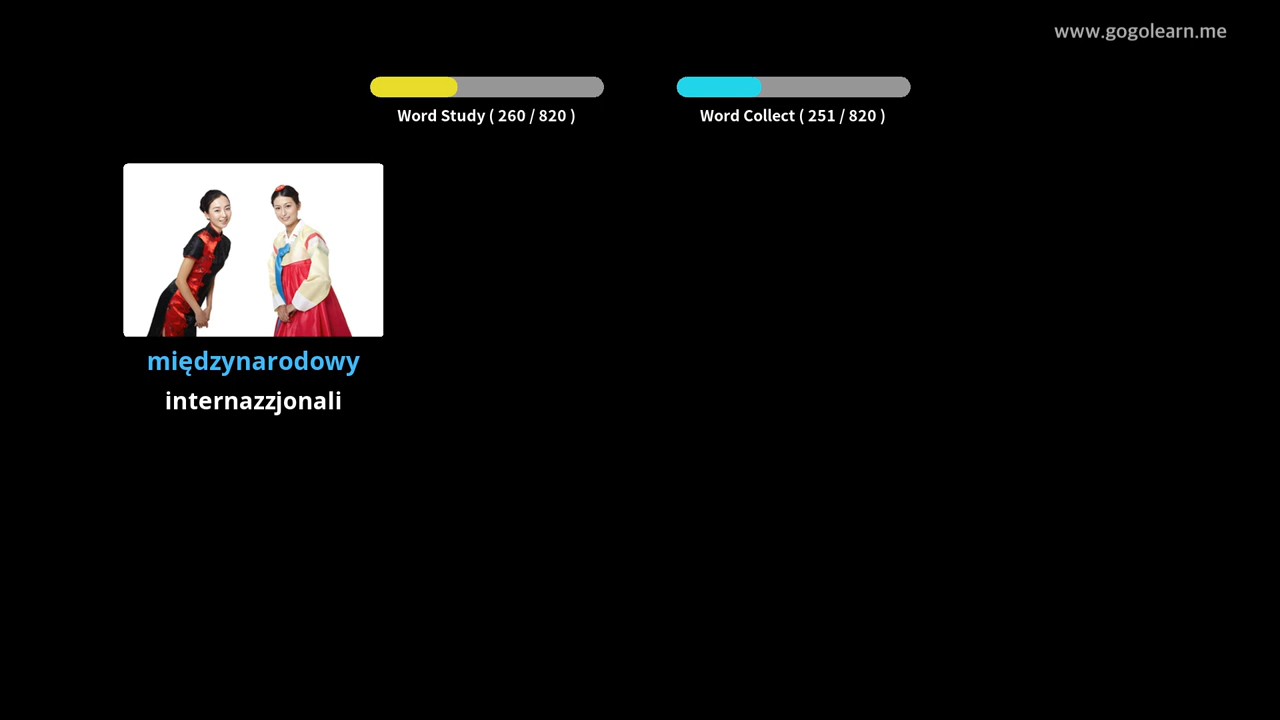 www.gogolearn.me
Word Study ( 260 / 820 )
Word Collect ( 251 / 820 )
międzynarodowy
internazzjonali